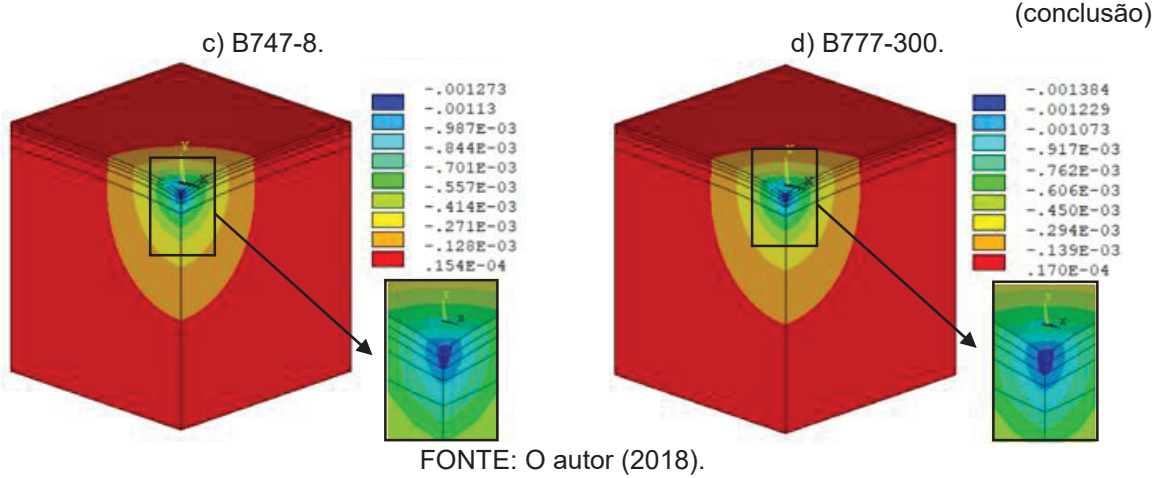 (conclusão)
c) B747-8.
d) B777-300.
-.001273
-.00113
-.987E-03
-.844E-03
-.701E-03
-.557E-03
-.414E-03
-.271E-03
-.128E-03
.154E-04
-.001384
-.001229
-.001073
-.917E-03
-.762E-03
-.606E-03
-.450E-03
-.294E-03
-.139E-03
.170E-04
Y
X
Y
X
Y
X
Y
X
FONTE: O autor (2018).